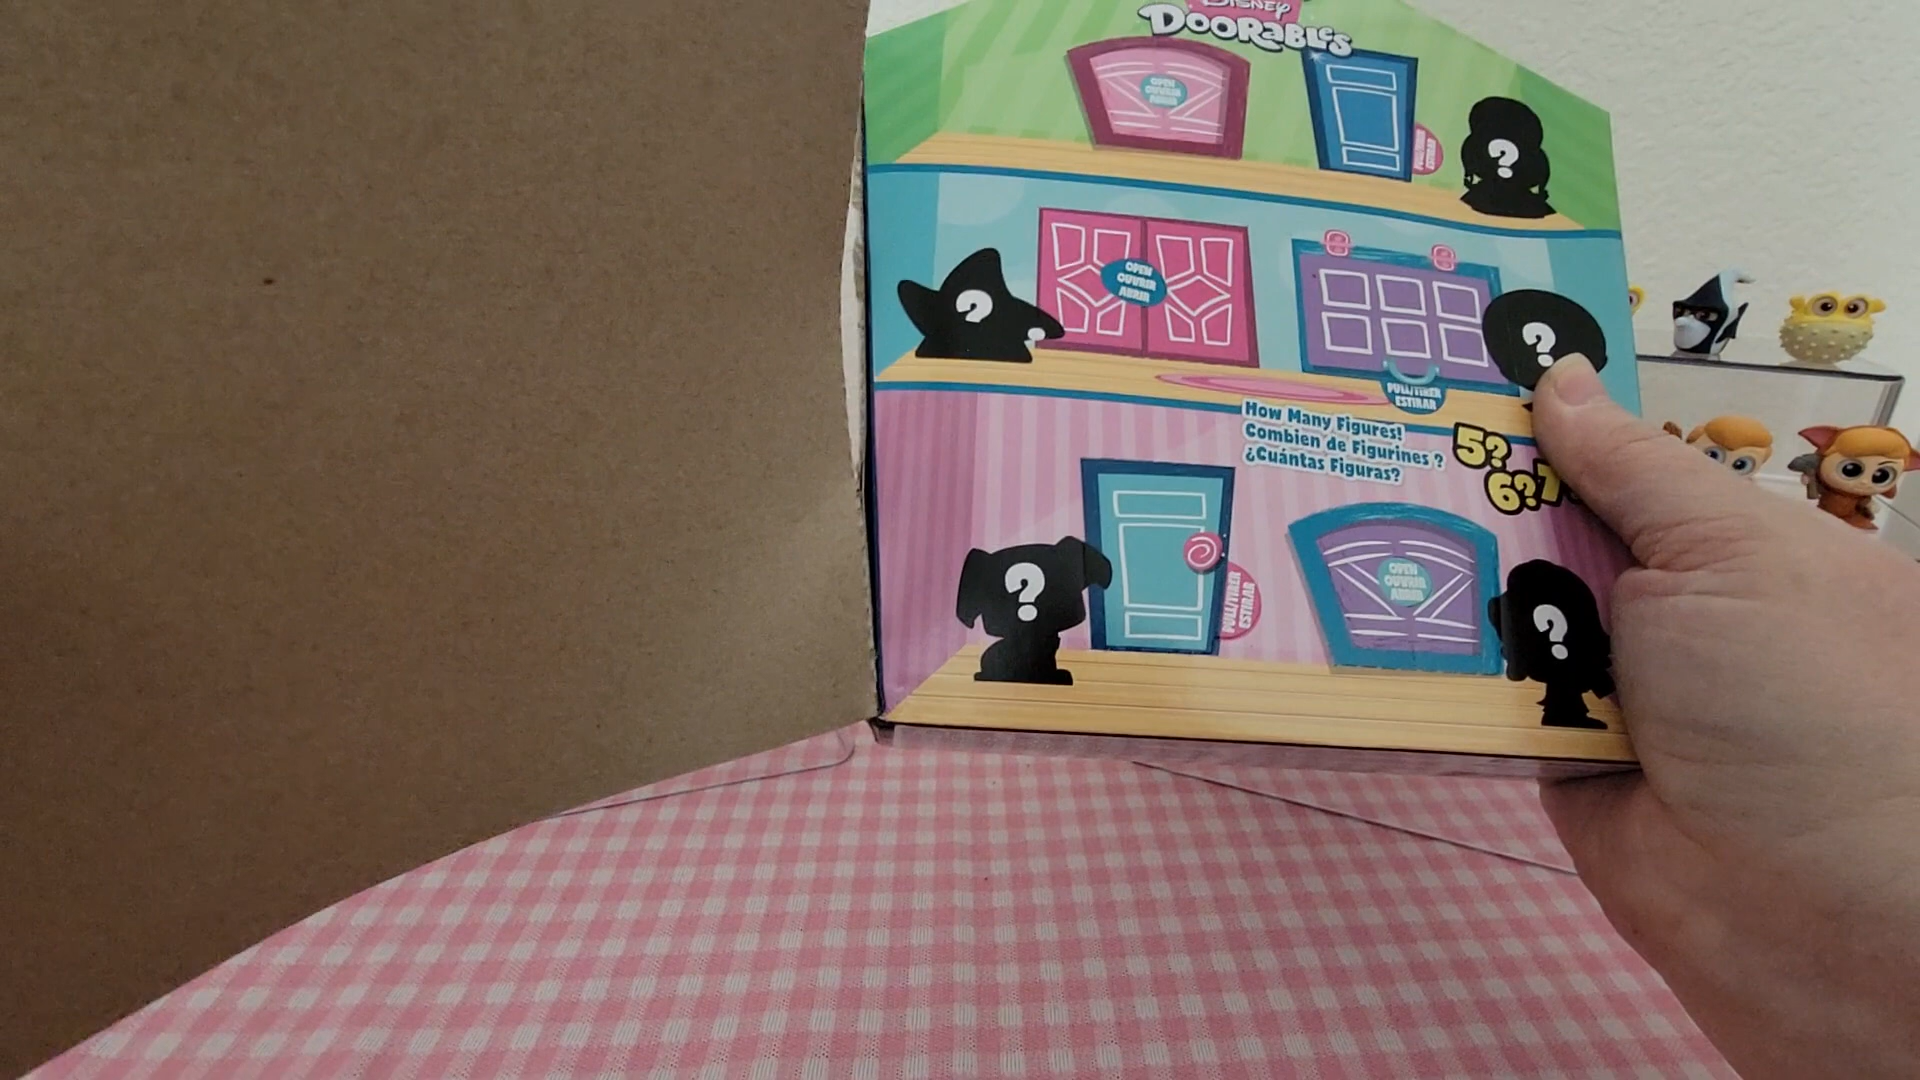 Disney
Doorables
OPEN
OUVRIR
ABRIR
PULL/TIRER
ESTIRAR
?
?
OPEN
OUVRIR
ABRIR
?
PULL/TIRER
ESTIRAR
How Many Figures!
Combien de Figurines ?
¿Cuántas Figuras?
5?
6?
7
?
PULL/TIRER
ESTIRAR
OPEN
OUVRIR
ABRIR
?